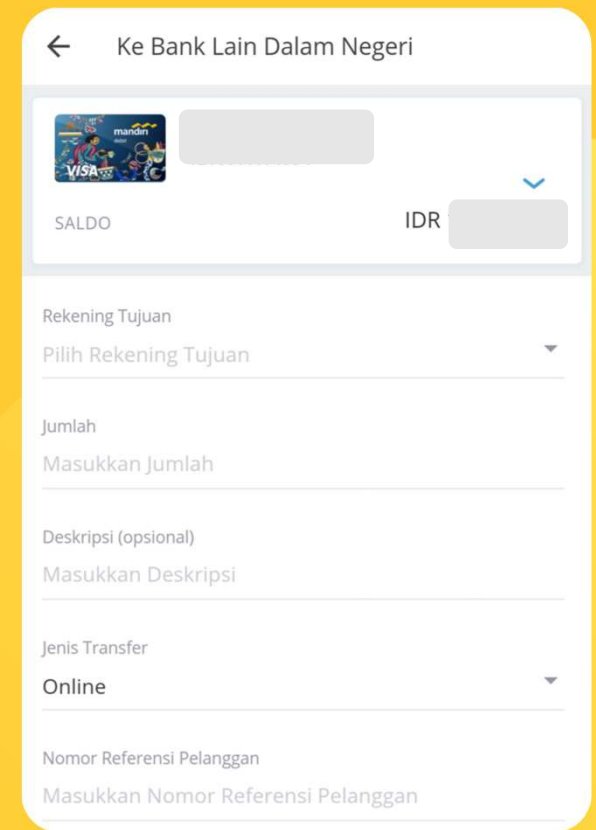 Ke Bank Lain Dalam Negeri
mandiri
debit
VISA
SALDO
IDR
Rekening Tujuan
Pilih Rekening Tujuan
Jumlah
Masukkan Jumlah
Deskripsi (opsional)
Masukkan Deskripsi
Jenis Transfer
Online
Nomor Referensi Pelanggan
Masukkan Nomor Referensi Pelanggan